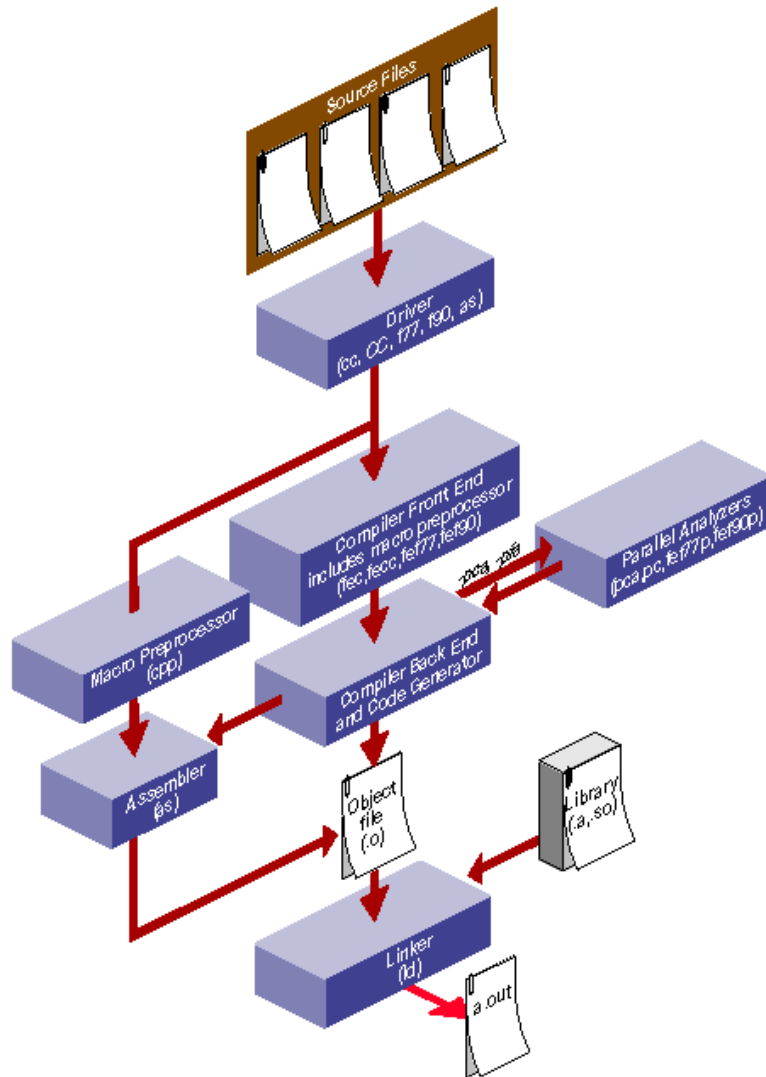 Source Files
Driver
(cc, CC, f77, f90, as)
Compiler Front End
includes macro preprocessor
(fec, fecc, fef77, fef90)
Parallel Analyzers
(pca,pc,fef77p,fef90p)
Macro Preprocessor
(cpp)
Compiler Back End
and Code Generator
Assembler
(as)
Object
file
(.o)
Library
(.a,.so)
Linker
(ld)
a.out